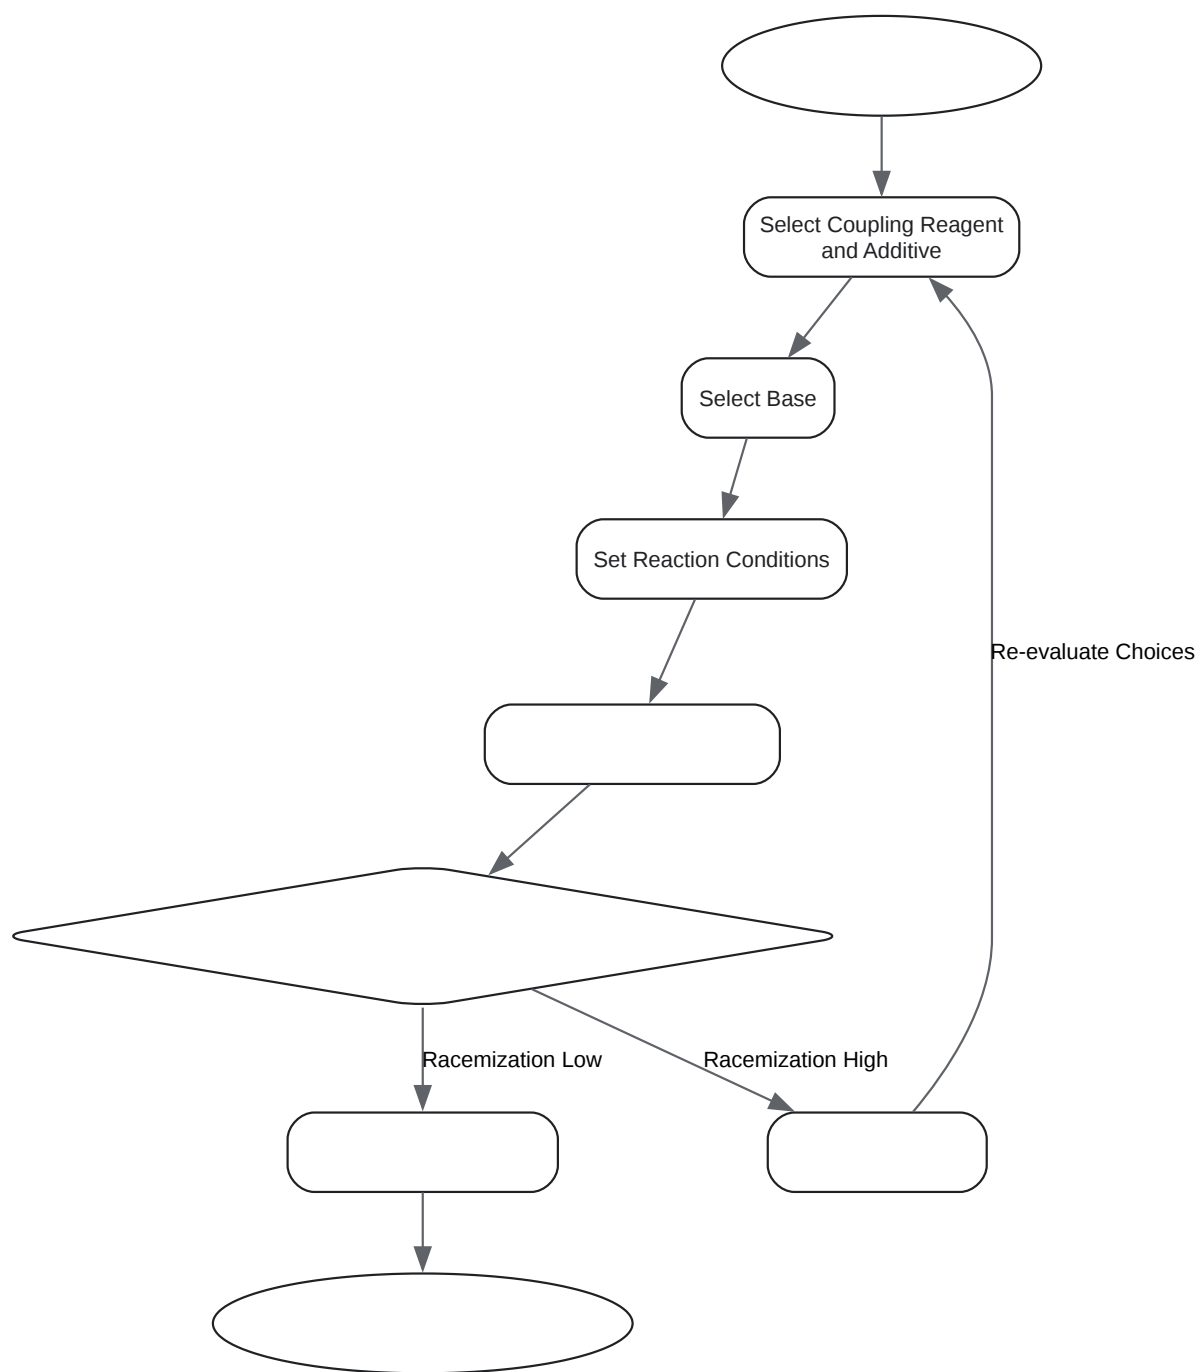 Select Coupling Reagent
and Additive
Select Base
Set Reaction Conditions
Re-evaluate Choices
Racemization Low
Racemization High